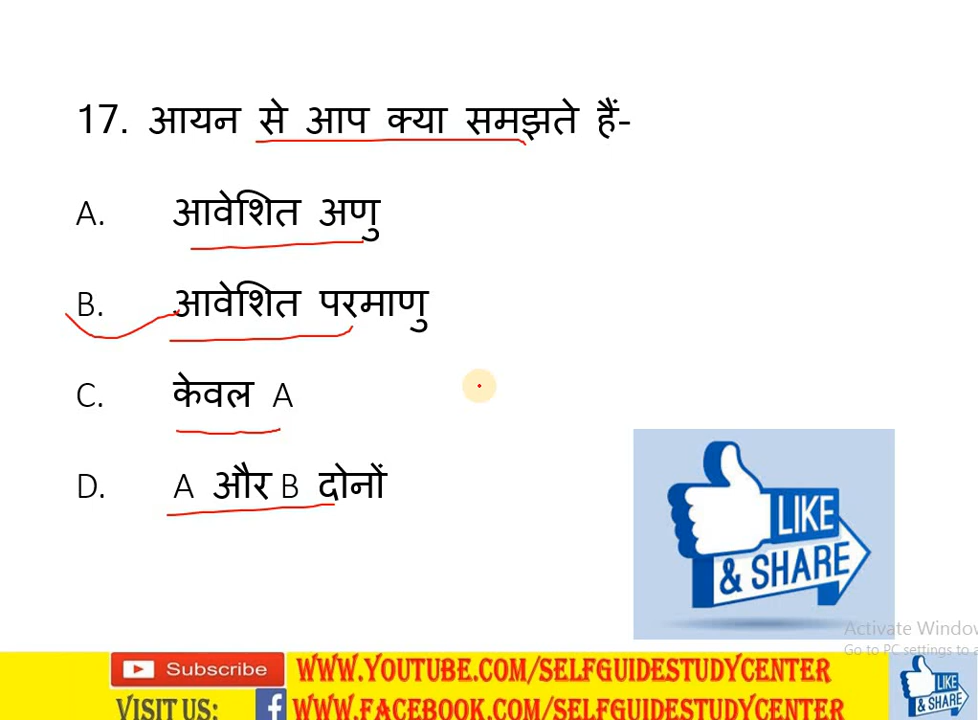 17. आयन से आप क्या समझते हैं-
A. आवेशित अणु
B. आवेशित परमाणु
C. केवल A
D. A और B दोनों
LIKE
& SHARE
Activate Window
Go to PC settings to a
Subscribe WWW.YOUTUBE.COM/SELFGUIDESTUDYCENTER
VISIT US: f WWW.FACEBOOK.COM/SELFGUIDESTUDYCENTER
LIKE
& SHARE